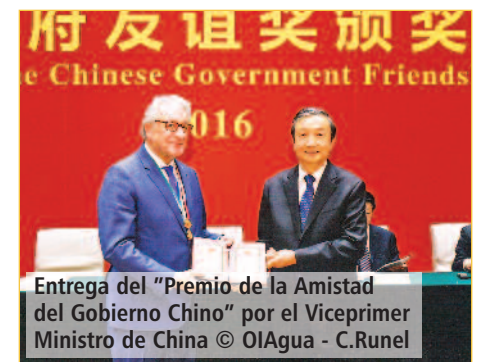 府友谊奖颁奖
e Chinese Government Friends
2016
Entrega del "Premio de la Amistad
del Gobierno Chino" por el Viceprimer
Ministro de China © OIAgua - C.Runel